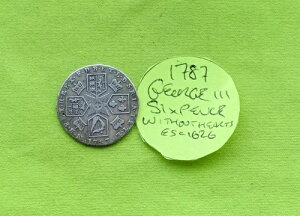 1787
GEORGE III
SIXPENCE
WITHOUT HEARTS
ESC 1626